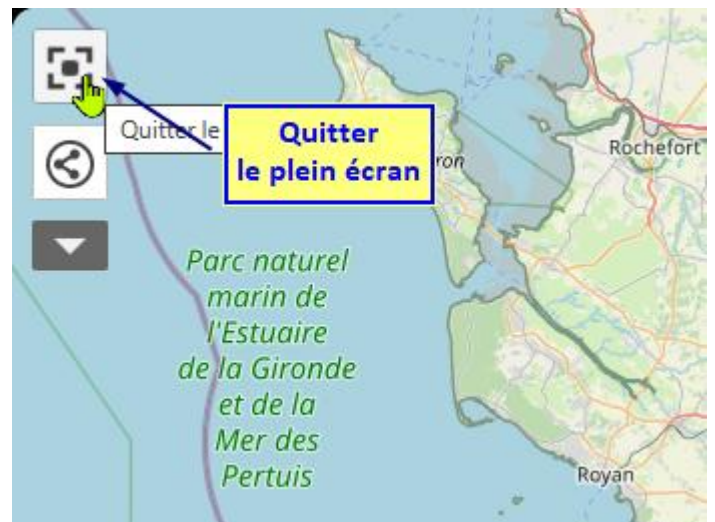 Quitter le
Quitter
le plein écran
ron
Rochefort
Parc naturel
marin de
l'Estuaire
de la Gironde
et de la
Mer des
Pertuis
Royan